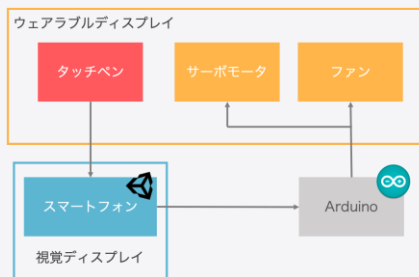 ウェアラブルディスプレイ
タッチペン
サーボモータ
ファン
スマートフォン
Arduino
視覚ディスプレイ